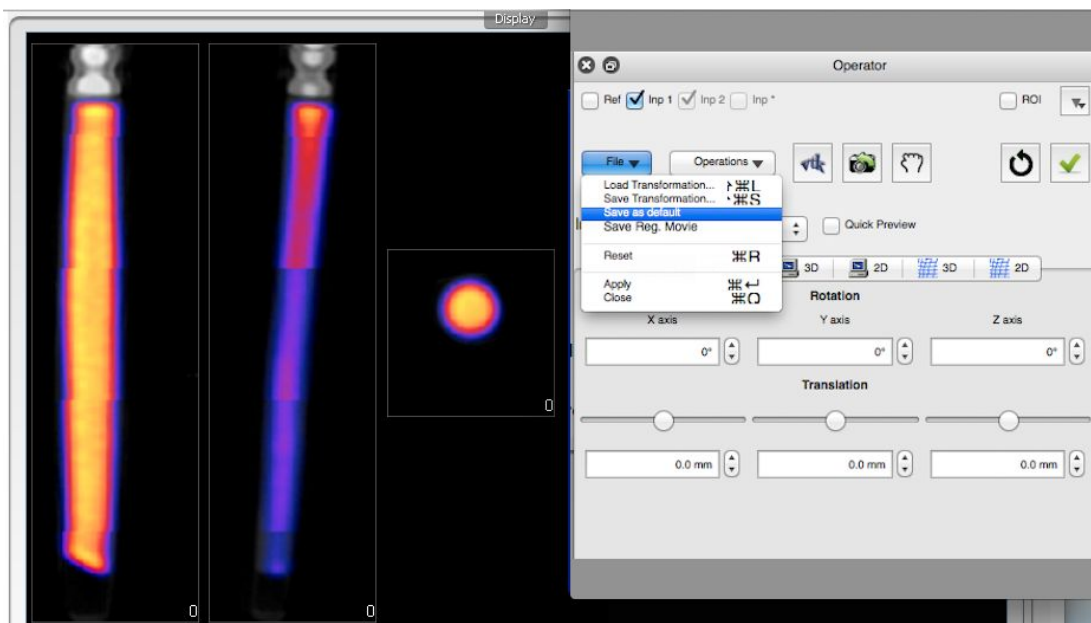 Display
Operator
Ref Inp 1 Inp 2 Inp * ROI
File Operations vtk
Load Transformation... ⌘L
Save Transformation... ⌘S
Save as default
Save Reg. Movie
Quick Preview
Reset ⌘R
3D 2D 3D 2D
Apply ⌘↩
Close ⌘Q
Rotation
X axis Y axis Z axis
0° 0° 0°
Translation
0.0 mm 0.0 mm 0.0 mm
0
0 0